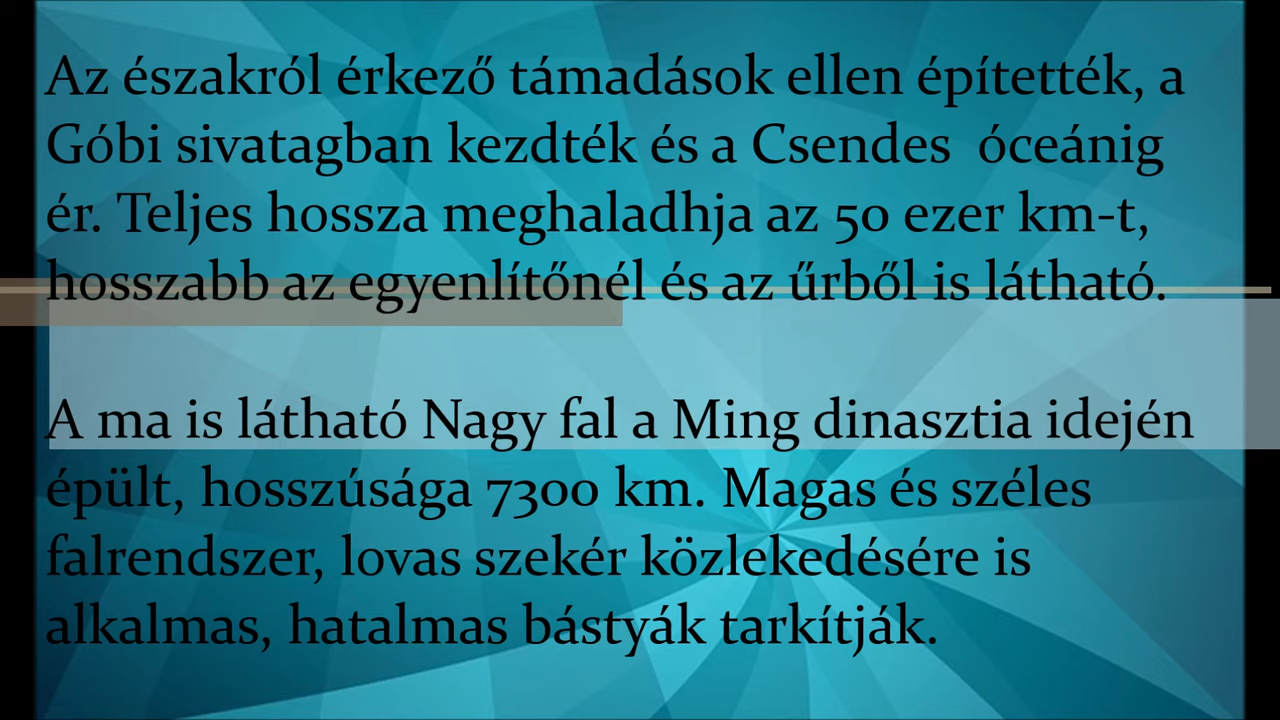 Az északról érkező támadások ellen építették, a
Góbi sivatagban kezdték és a Csendes  óceánig
ér. Teljes hossza meghaladhja az 50 ezer km-t,
hosszabb az egyenlítőnél és az űrből is látható.
A ma is látható Nagy fal a Ming dinasztia idején
épült, hosszúsága 7300 km. Magas és széles
falrendszer, lovas szekér közlekedésére is
alkalmas, hatalmas bástyák tarkítják.